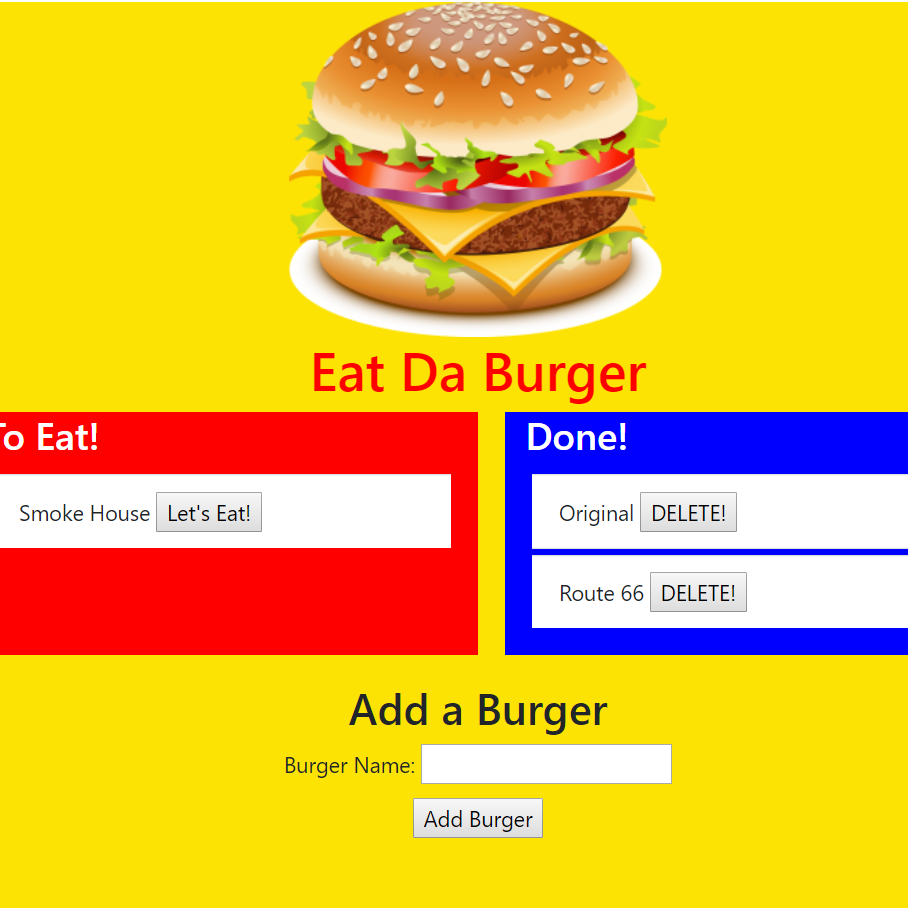 Eat Da Burger
To Eat!
Smoke House Let's Eat!
Done!
Original DELETE!
Route 66 DELETE!
Add a Burger
Burger Name:
Add Burger